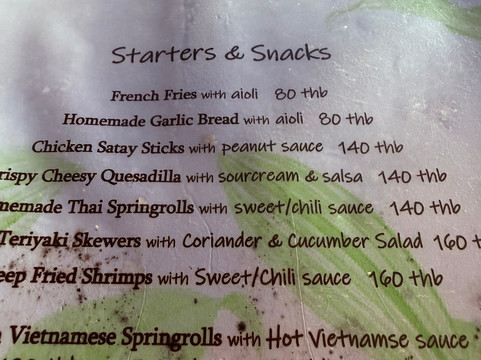 Starters & Snacks
French Fries with aioli 80 thb
Homemade Garlic Bread with aioli 80 thb
Chicken Satay Sticks with peanut sauce 140 thb
rispy Cheesy Quesadilla with sourcream & salsa 140 thb
memade Thai Springrolls with sweet/chili sauce 140 thb
Teriyaki Skewers with Coriander & Cucumber Salad 160 t
eep Fried Shrimps with Sweet/Chili sauce 160 thb
Vietnamese Springrolls with Hot Vietnamse sauce